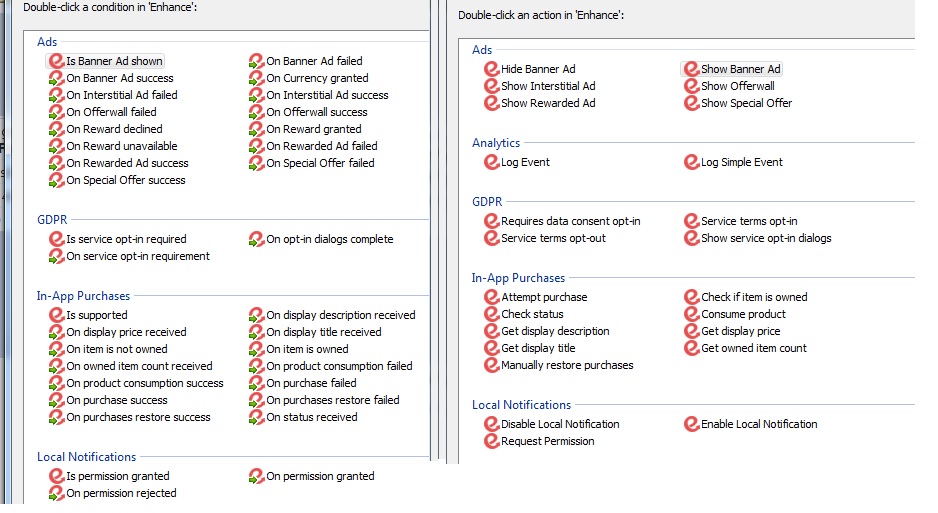 Double-click a condition in 'Enhance':
Ads
Is Banner Ad shown
On Banner Ad failed
On Banner Ad success
On Currency granted
On Interstitial Ad failed
On Interstitial Ad success
On Offerwall failed
On Offerwall success
On Reward declined
On Reward granted
On Reward unavailable
On Rewarded Ad failed
On Rewarded Ad success
On Special Offer failed
On Special Offer success
GDPR
Is service opt-in required
On opt-in dialogs complete
On service opt-in requirement
In-App Purchases
Is supported
On display description received
On display price received
On display title received
On item is not owned
On item is owned
On owned item count received
On product consumption failed
On product consumption success
On purchase failed
On purchase success
On purchases restore failed
On purchases restore success
On status received
Local Notifications
Is permission granted
On permission granted
On permission rejected
Double-click an action in 'Enhance':
Ads
Hide Banner Ad
Show Banner Ad
Show Interstitial Ad
Show Offerwall
Show Rewarded Ad
Show Special Offer
Analytics
Log Event
Log Simple Event
GDPR
Requires data consent opt-in
Service terms opt-in
Service terms opt-out
Show service opt-in dialogs
In-App Purchases
Attempt purchase
Check if item is owned
Check status
Consume product
Get display description
Get display price
Get display title
Get owned item count
Manually restore purchases
Local Notifications
Disable Local Notification
Enable Local Notification
Request Permission